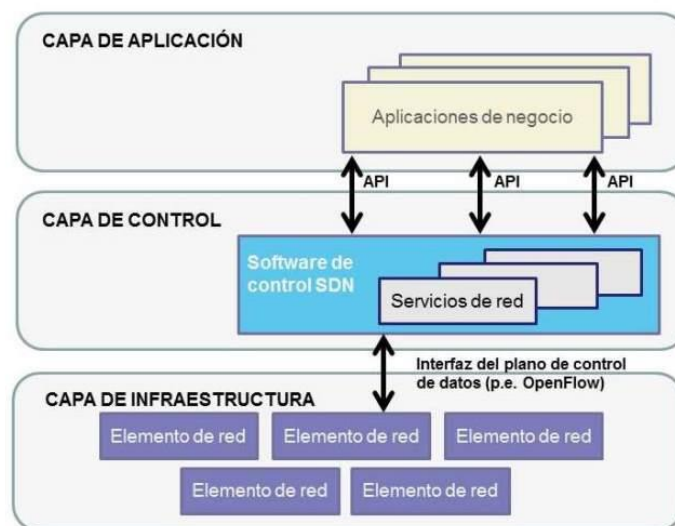 CAPA DE APLICACIÓN
Aplicaciones de negocio
API
API
API
CAPA DE CONTROL
Software de
control SDN
Servicios de red
Interfaz del plano de control
de datos (p.e. OpenFlow)
CAPA DE INFRAESTRUCTURA
Elemento de red
Elemento de red
Elemento de red
Elemento de red
Elemento de red